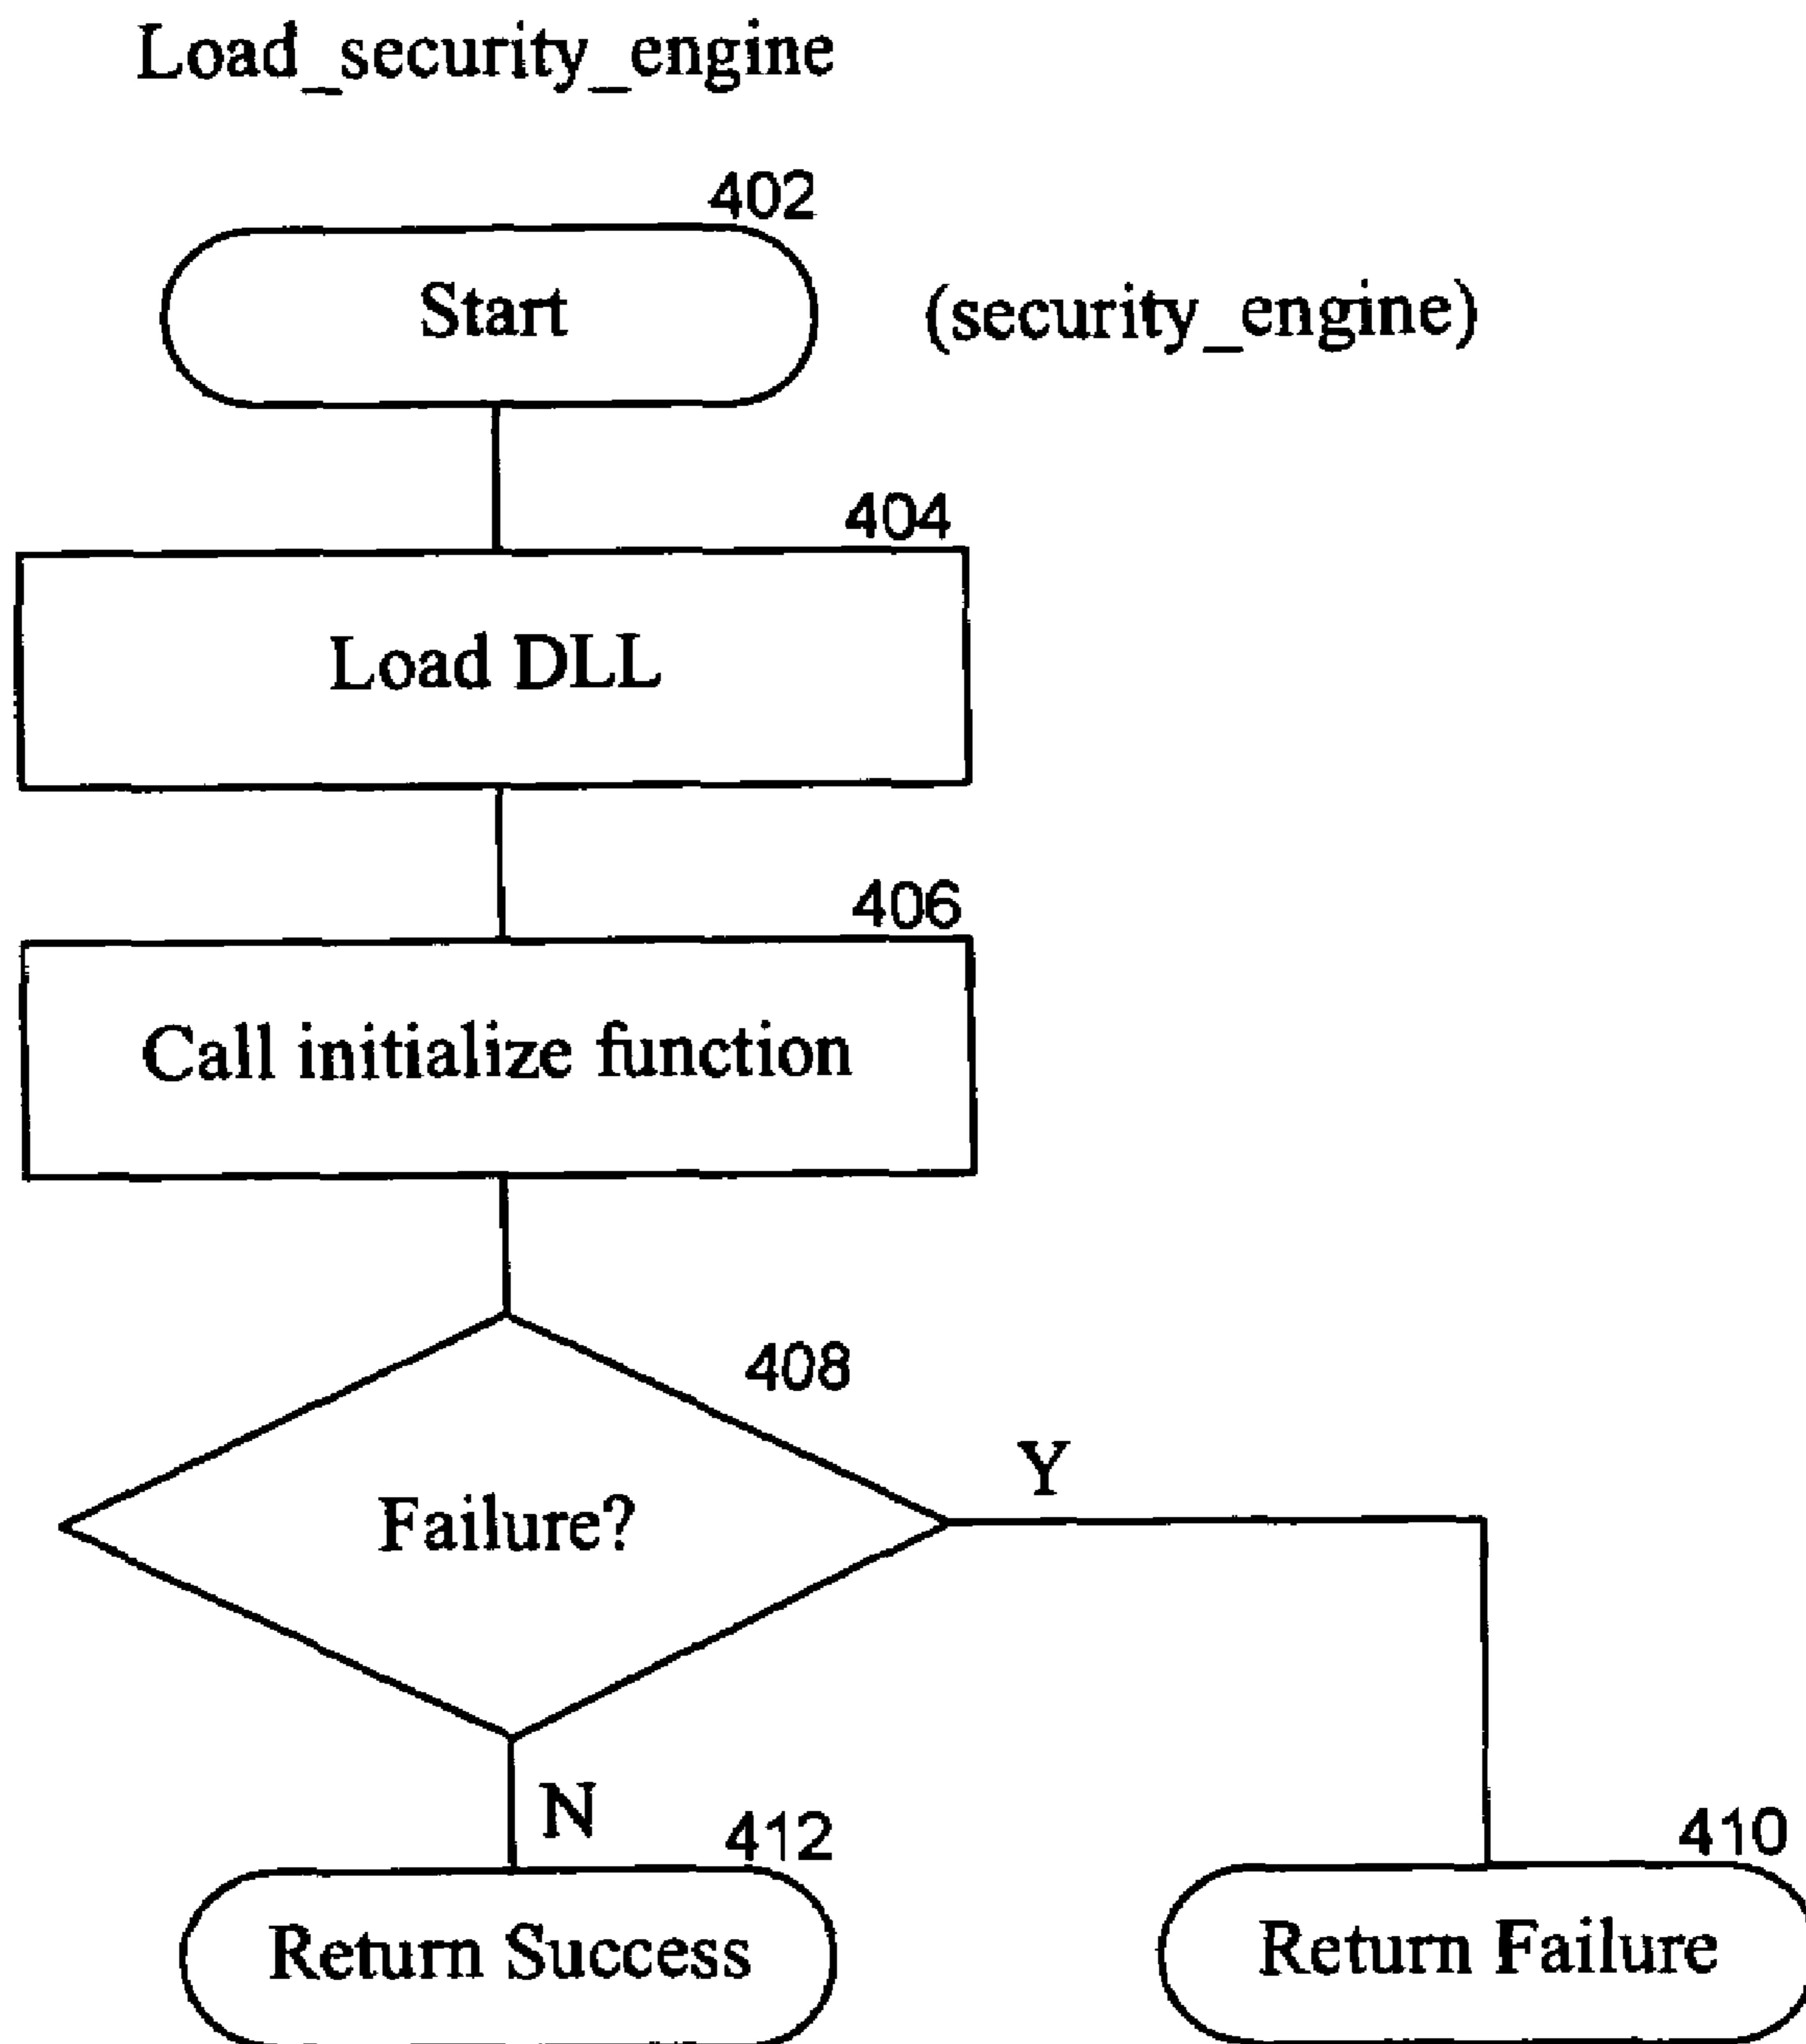 Load_security_engine
402
Start
(security_engine)
404
Load DLL
406
Call initialize function
408
Failure?
Y
N
412
Return Success
410
Return Failure